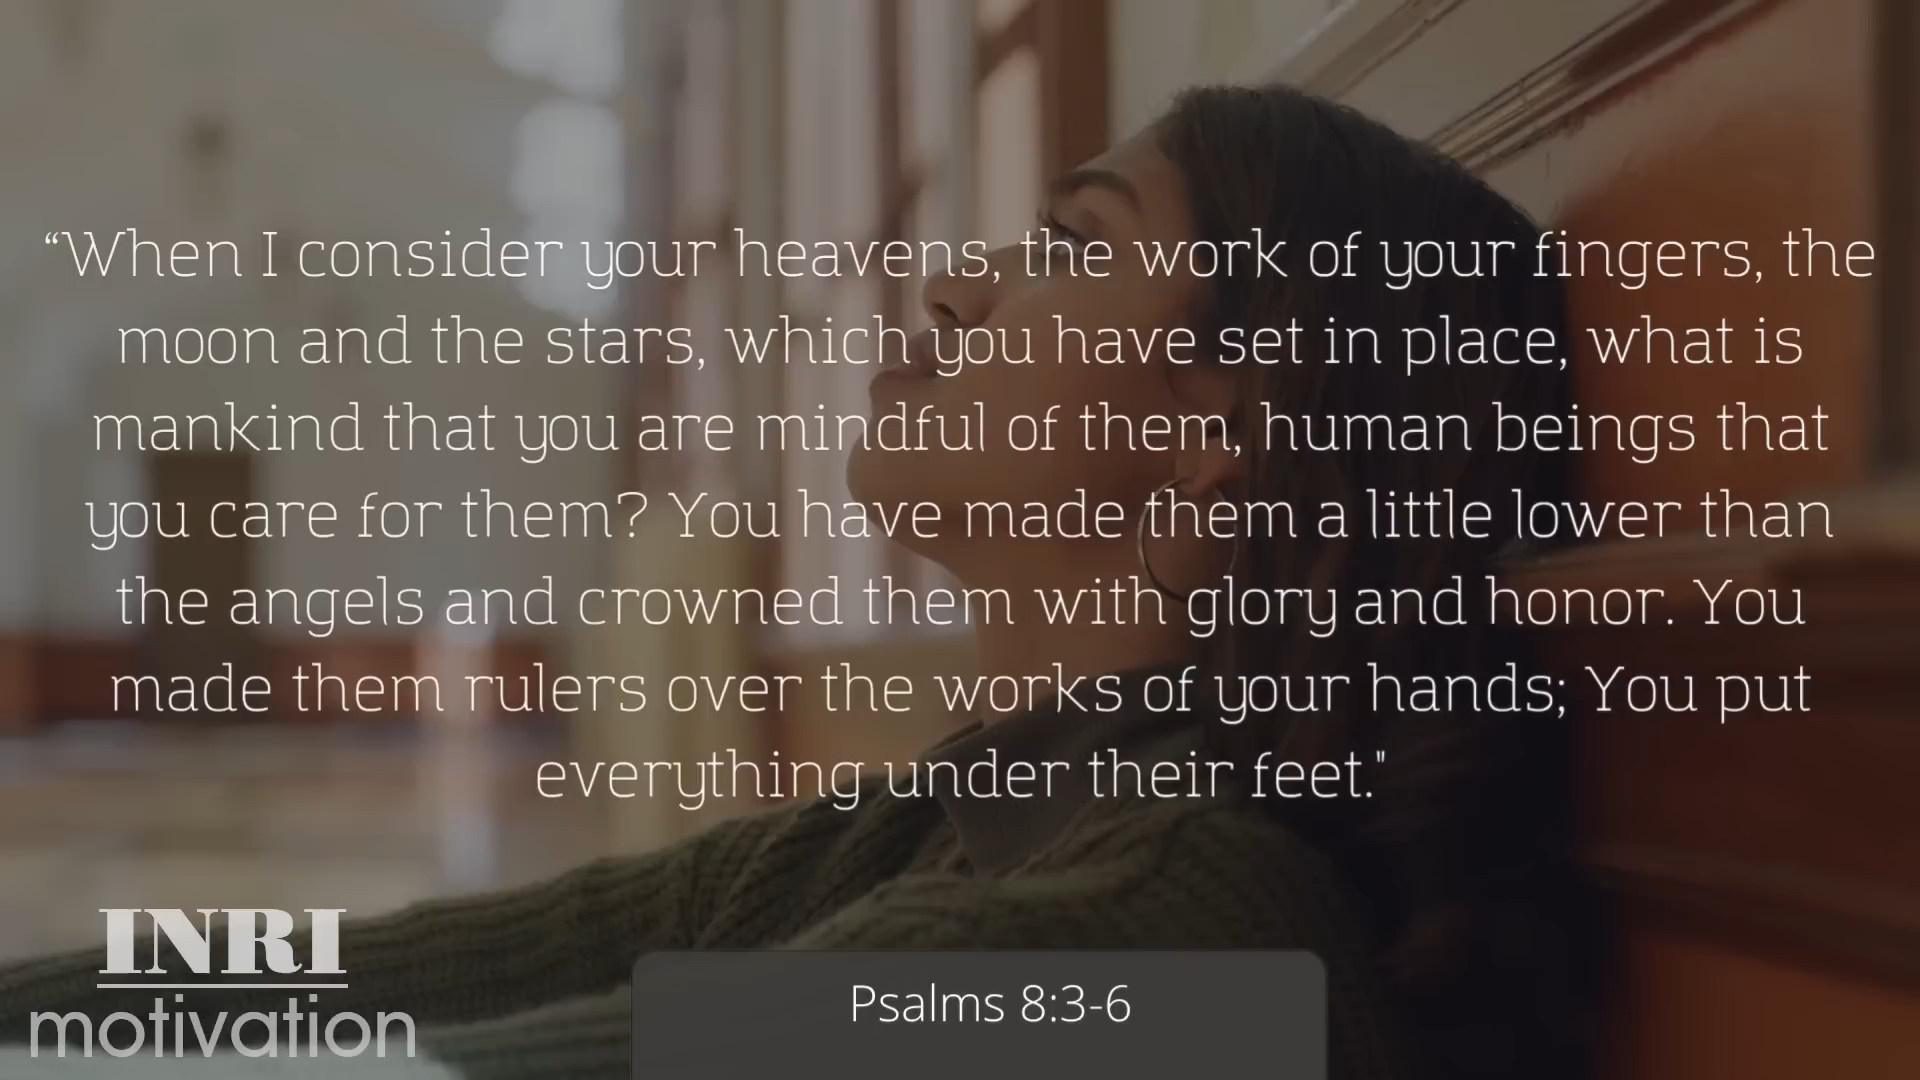 “When I consider your heavens, the work of your fingers, the
moon and the stars, which you have set in place, what is
mankind that you are mindful of them, human beings that
you care for them? You have made them a little lower than
the angels and crowned them with glory and honor. You
made them rulers over the works of your hands; You put
everything under their feet."
INRI
motivation
Psalms 8:3-6